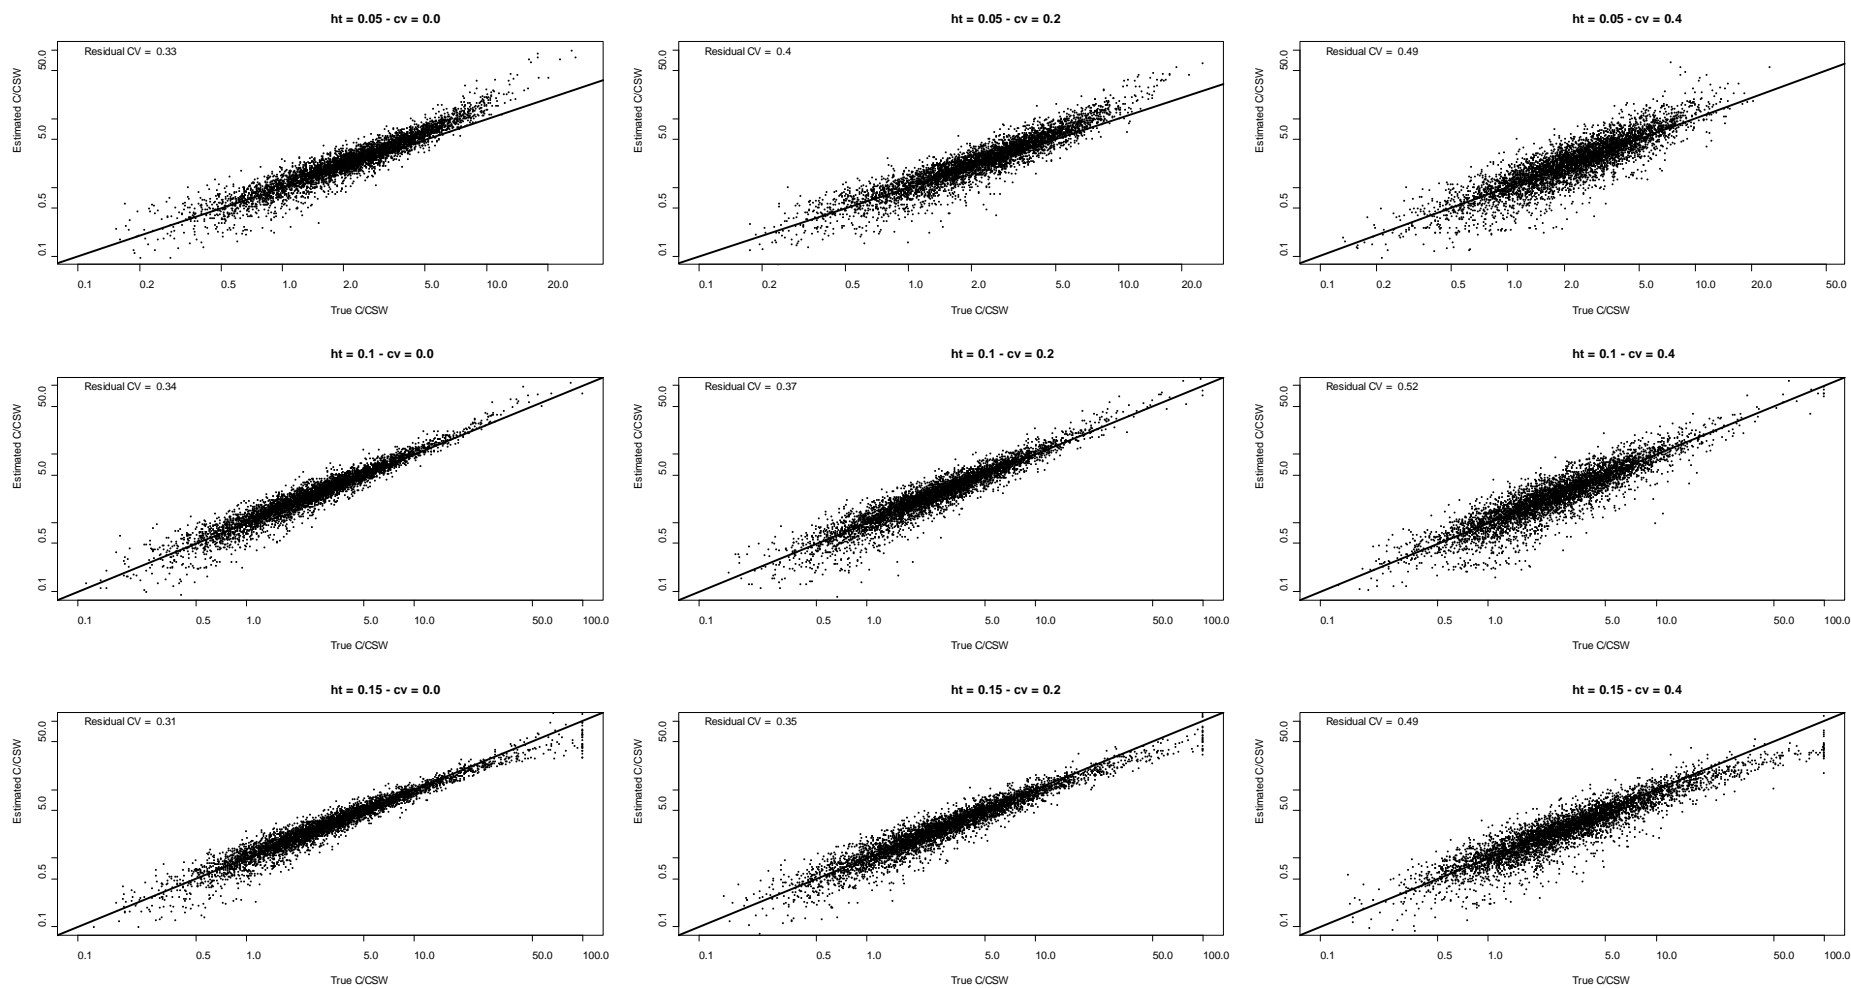 ht = 0.05 - cv = 0.0
Residual CV = 0.33
Estimated C/CSW
0.1 0.5 5.0 50.0
0.1 0.2 0.5 1.0 2.0 5.0 10.0 20.0
True C/CSW
ht = 0.05 - cv = 0.2
Residual CV = 0.4
Estimated C/CSW
0.1 0.5 5.0 50.0
0.1 0.2 0.5 1.0 2.0 5.0 10.0 20.0
True C/CSW
ht = 0.05 - cv = 0.4
Residual CV = 0.49
Estimated C/CSW
0.1 0.5 5.0 50.0
0.1 0.2 0.5 1.0 2.0 5.0 10.0 20.0 50.0
True C/CSW
ht = 0.1 - cv = 0.0
Residual CV = 0.34
Estimated C/CSW
0.1 0.5 5.0 50.0
0.1 0.5 1.0 5.0 10.0 50.0 100.0
True C/CSW
ht = 0.1 - cv = 0.2
Residual CV = 0.37
Estimated C/CSW
0.1 0.5 5.0 50.0
0.1 0.5 1.0 5.0 10.0 50.0 100.0
True C/CSW
ht = 0.1 - cv = 0.4
Residual CV = 0.52
Estimated C/CSW
0.1 0.5 5.0 50.0
0.1 0.5 1.0 5.0 10.0 50.0 100.0
True C/CSW
ht = 0.15 - cv = 0.0
Residual CV = 0.31
Estimated C/CSW
0.1 0.5 5.0 50.0
0.1 0.5 1.0 5.0 10.0 50.0 100.0
True C/CSW
ht = 0.15 - cv = 0.2
Residual CV = 0.35
Estimated C/CSW
0.1 0.5 5.0 50.0
0.1 0.5 1.0 5.0 10.0 50.0 100.0
True C/CSW
ht = 0.15 - cv = 0.4
Residual CV = 0.49
Estimated C/CSW
0.1 0.5 5.0 50.0
0.1 0.5 1.0 5.0 10.0 50.0 100.0
True C/CSW